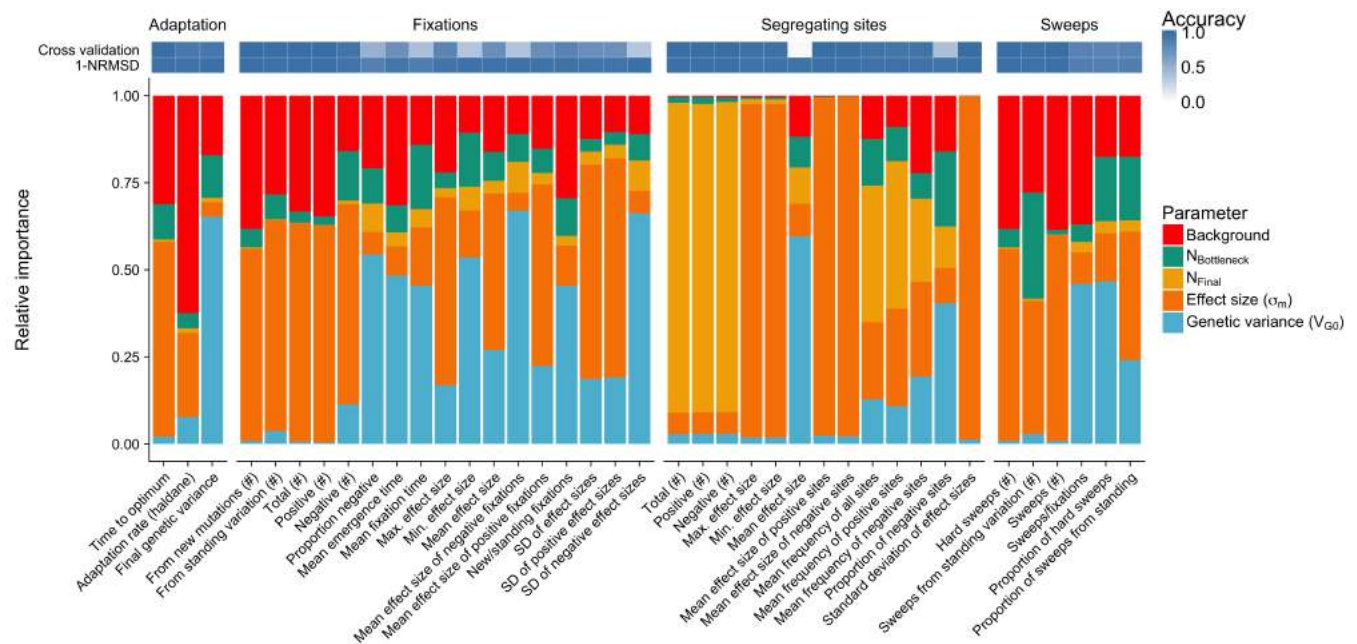 Adaptation Fixations Segregating sites Sweeps
Cross validation
1-NRMSD
Accuracy
1.0
0.5
0.0
Relative importance
1.00
0.75
0.50
0.25
0.00
Parameter
Background
N_Bottleneck
N_Final
Effect size (σm)
Genetic variance (VG0)
Time to optimum
Adaptation rate (haldane)
Final genetic variance
From new mutations (#)
From standing variation (#)
Total (#)
Positive (#)
Negative (#)
Proportion negative
Mean emergence time
Mean fixation time
Max. effect size
Min. effect size
Mean effect size
Mean effect size of negative fixations
Mean effect size of positive fixations
New/standing fixations
SD of effect sizes
SD of positive effect sizes
SD of negative effect sizes
Total (#)
Positive (#)
Negative (#)
Max. effect size
Min. effect size
Mean effect size
Mean effect size of positive sites
Mean effect size of negative sites
Mean frequency of all sites
Mean frequency of positive sites
Mean frequency of negative sites
Proportion of negative sites
Standard deviation of effect sizes
Hard sweeps (#)
Sweeps from standing variation (#)
Sweeps (#)
Sweeps/fixations
Proportion of hard sweeps
Proportion of sweeps from standing